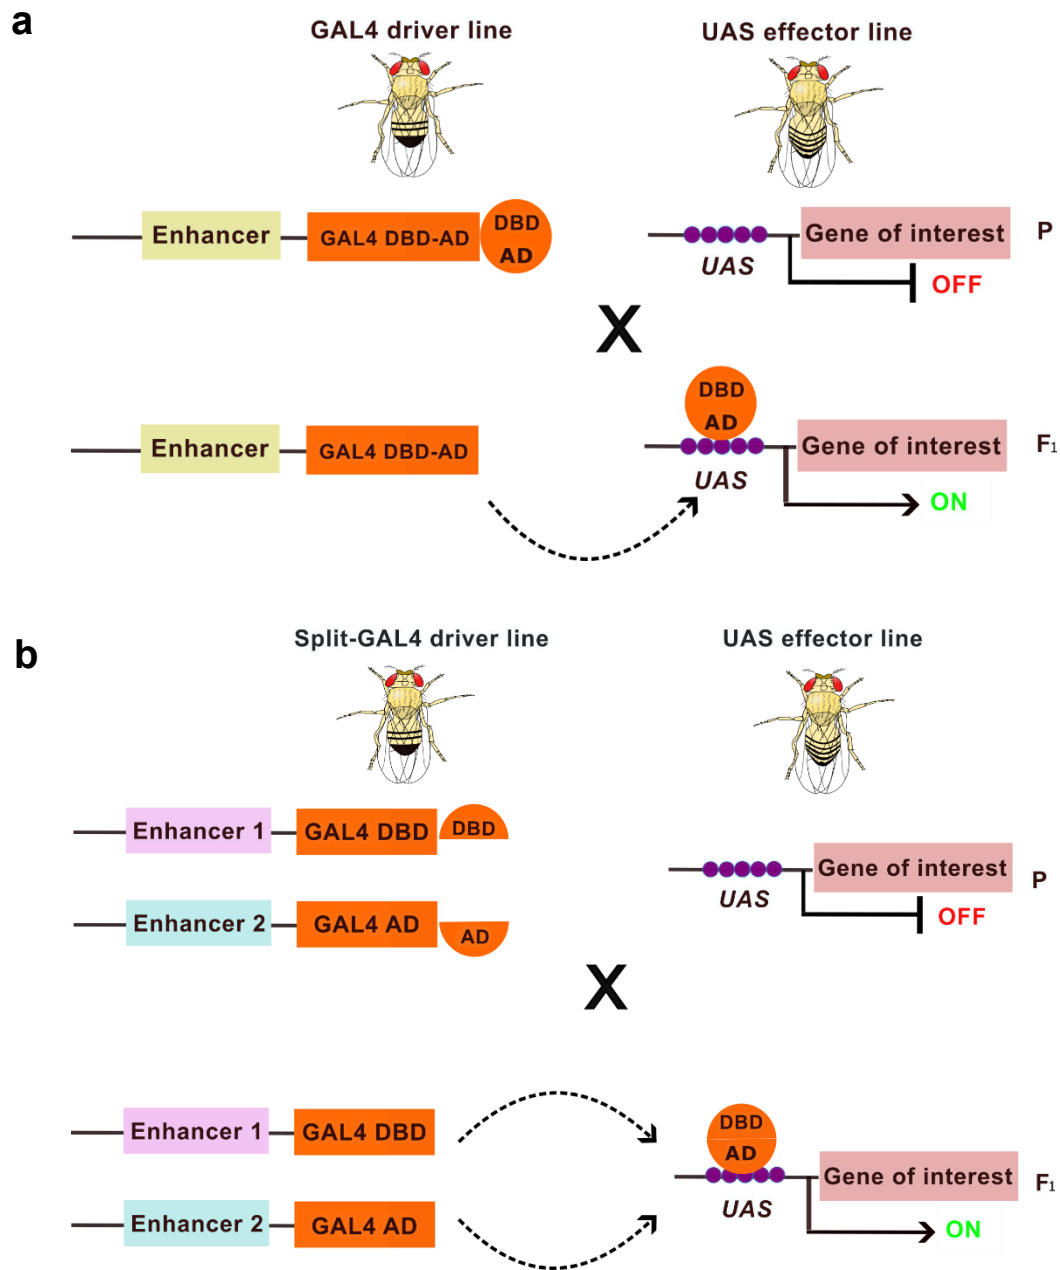 a
GAL4 driver line
UAS effector line
Enhancer
GAL4 DBD-AD
DBD
AD
UAS
Gene of interest
P
OFF
X
Enhancer
GAL4 DBD-AD
DBD
AD
UAS
Gene of interest
F1
ON
b
Split-GAL4 driver line
UAS effector line
Enhancer 1
GAL4 DBD
DBD
Enhancer 2
GAL4 AD
AD
UAS
Gene of interest
P
OFF
X
Enhancer 1
GAL4 DBD
Enhancer 2
GAL4 AD
DBD
AD
UAS
Gene of interest
F1
ON